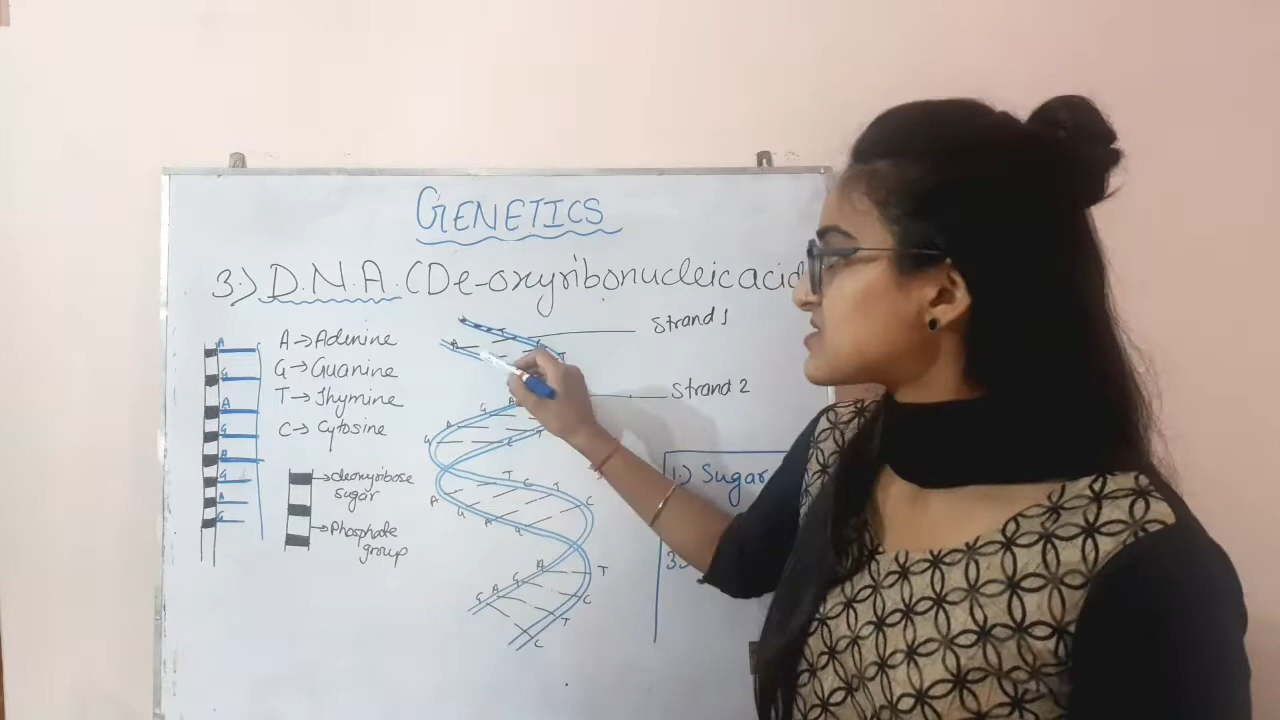 GENETICS
3.) D.N.A. (De-oxyribonucleic acid
A → Adenine
G → Guanine
T → Thymine
C → Cytosine
deoxyribose
sugar
Phosphate
group
A
G
A
G
A
G
A
G
Strand 1
Strand 2
A
T
T
G
A
A
G
T
C
T
C
A
G
A
G
A
G
A
G
T
C
T
C
1.) Sugar
3.)